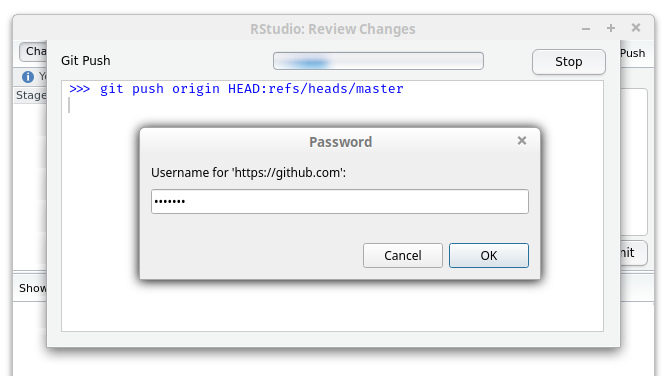 RStudio: Review Changes
Git Push
Stop
Push
>>> git push origin HEAD:refs/heads/master
Stage
Password
Username for 'https://github.com':
•••••••
Cancel
OK
Show